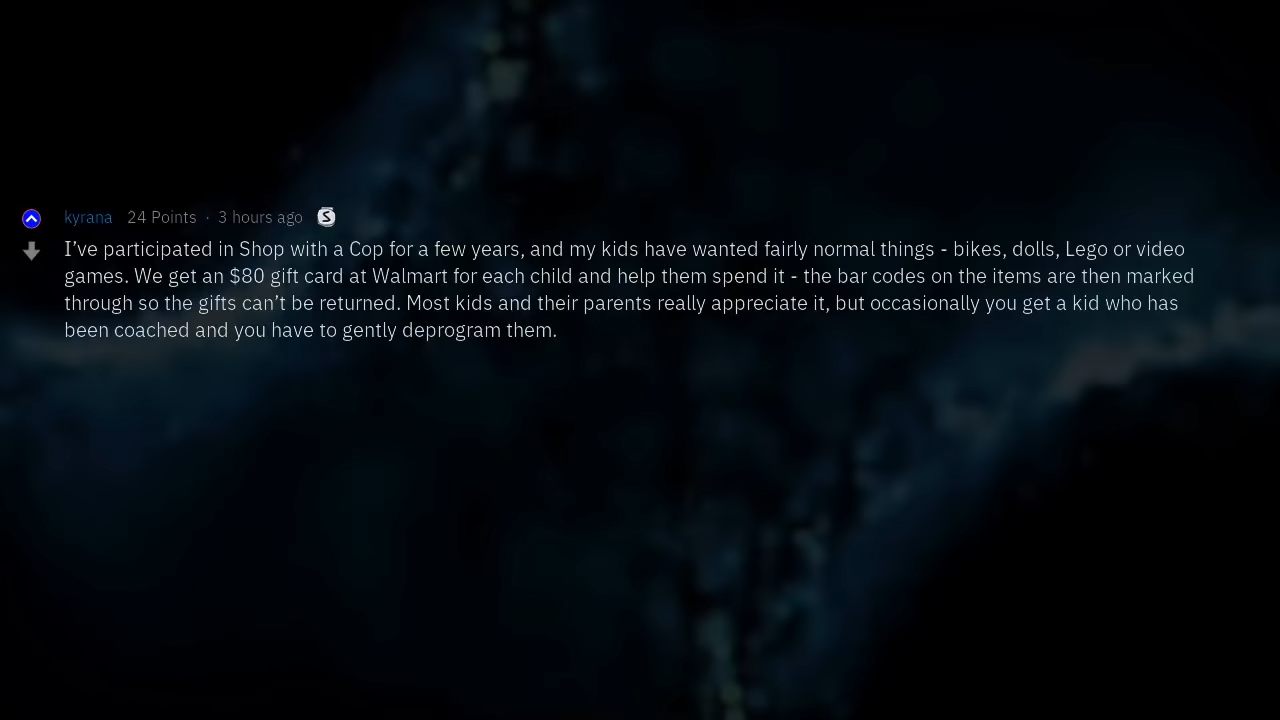 kyrana 24 Points · 3 hours ago S
I’ve participated in Shop with a Cop for a few years, and my kids have wanted fairly normal things - bikes, dolls, Lego or video
games. We get an $80 gift card at Walmart for each child and help them spend it - the bar codes on the items are then marked
through so the gifts can’t be returned. Most kids and their parents really appreciate it, but occasionally you get a kid who has
been coached and you have to gently deprogram them.